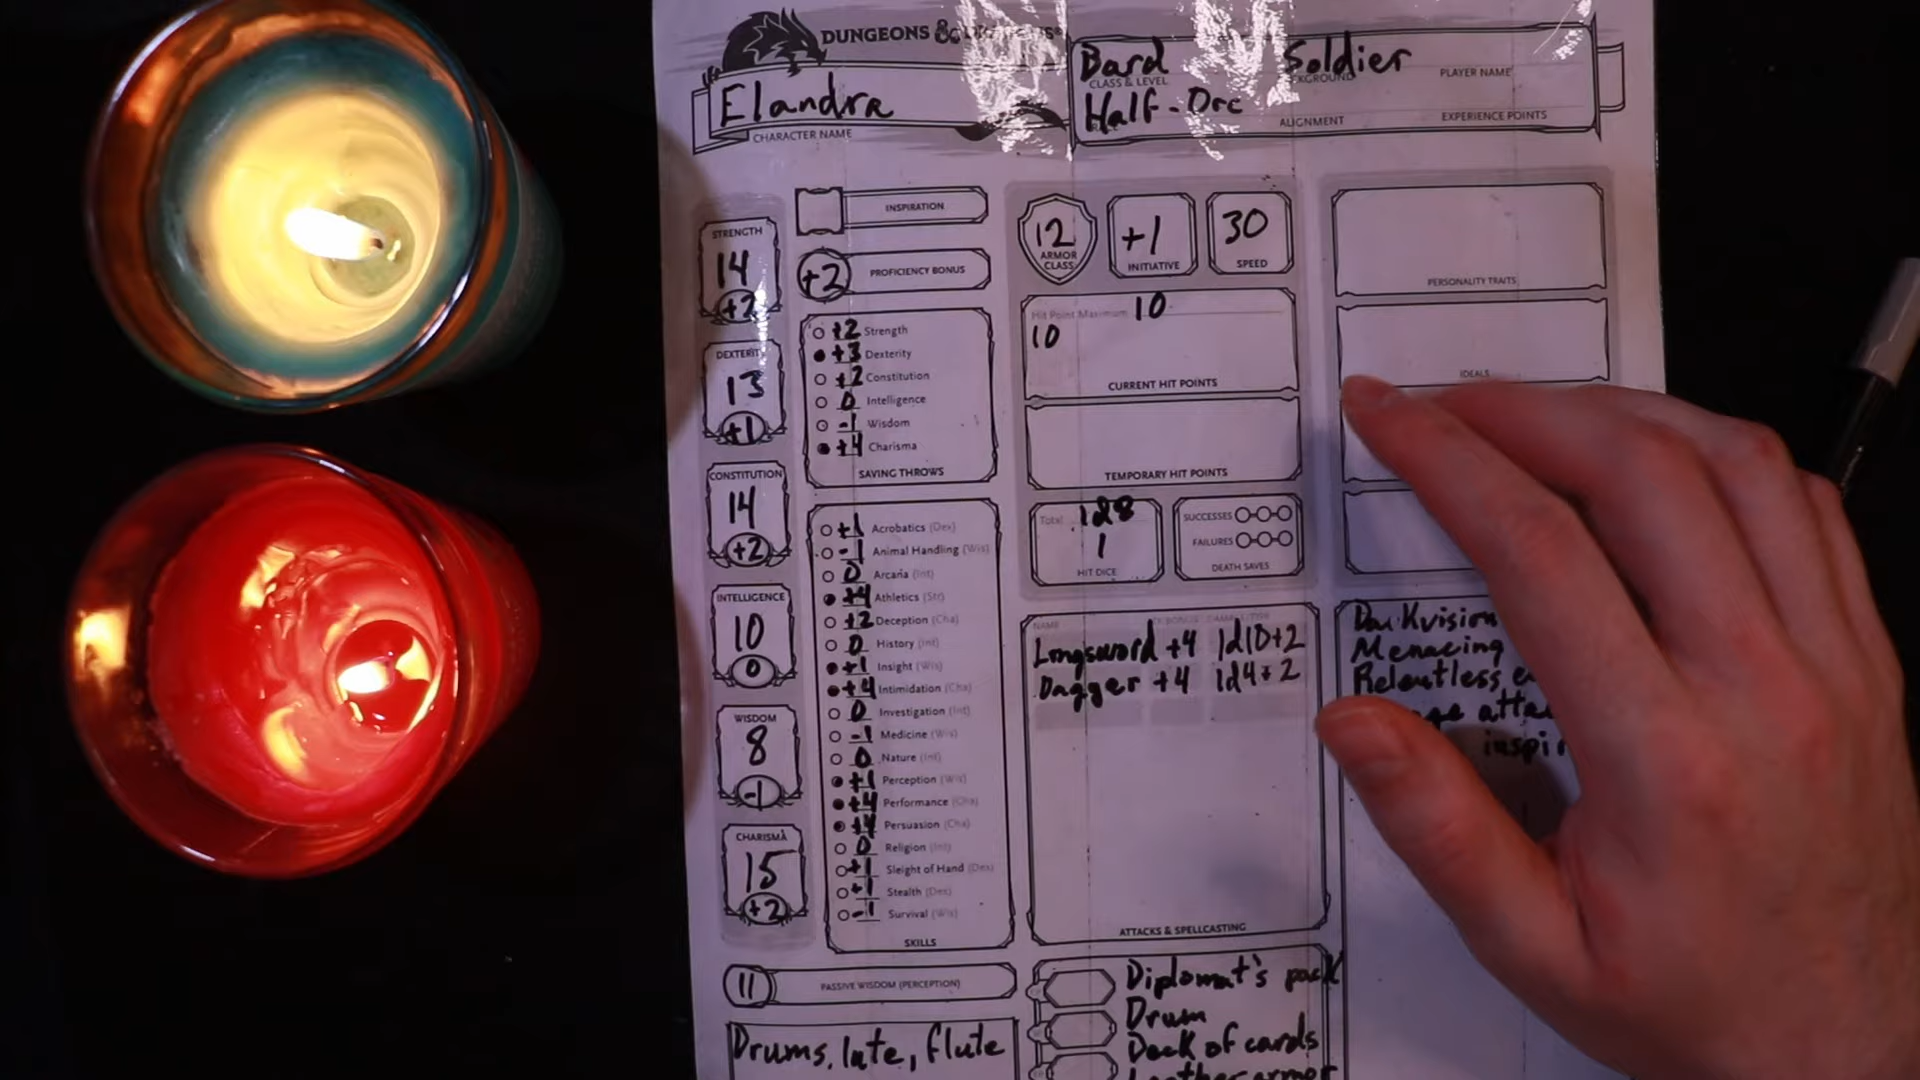 DUNGEONS &
Elandra
CHARACTER NAME
Bard
Soldier
CLASS & LEVEL
PLAYER NAME
Half-Orc
ALIGNMENT
EXPERIENCE POINTS
STRENGTH
14
+2
DEXTERITY
13
+1
CONSTITUTION
14
+2
INTELLIGENCE
10
0
WISDOM
8
-1
CHARISMA
15
+2
INSPIRATION
+2 PROFICIENCY BONUS
+2 Strength
+3 Dexterity
+2 Constitution
0 Intelligence
-1 Wisdom
+4 Charisma
SAVING THROWS
+1 Acrobatics (Dex)
-1 Animal Handling (Wis)
0 Arcana (Int)
+4 Athletics (Str)
+2 Deception (Cha)
0 History (Int)
+1 Insight (Wis)
+4 Intimidation (Cha)
0 Investigation (Int)
-1 Medicine (Wis)
0 Nature (Int)
+1 Perception (Wis)
+4 Performance (Cha)
+4 Persuasion (Cha)
0 Religion (Int)
+1 Sleight of Hand (Dex)
+1 Stealth (Dex)
-1 Survival (Wis)
SKILLS
11 PASSIVE WISDOM (PERCEPTION)
Drums, lute, flute
12
ARMOR
CLASS
+1
INITIATIVE
30
SPEED
Hit Point Maximum 10
10
CURRENT HIT POINTS
TEMPORARY HIT POINTS
Total 1d8
1
HIT DICE
SUCCESSES
FAILURES
DEATH SAVES
NAME
Longsword +4 1d10+2
Dagger +4 1d4+2
ATTACKS & SPELLCASTING
Diplomat's pack
Drum
Deck of cards
Leather armor
PERSONALITY TRAITS
IDEALS
Darkvision
Menacing
Relentless